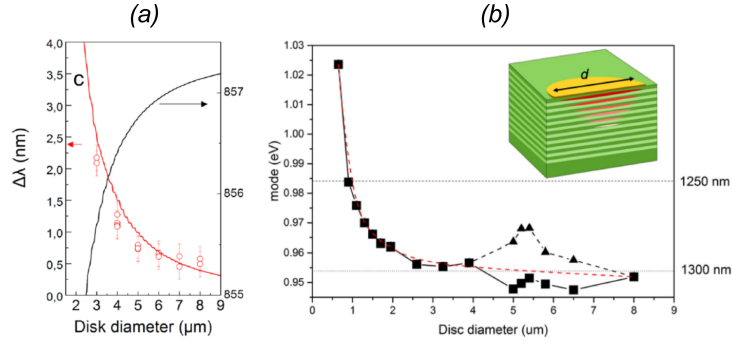 (a)
(b)
c
Δλ (nm)
4,0
3,5
3,0
2,5
2,0
1,5
1,0
0,5
0,0
857
856
855
2 3 4 5 6 7 8
Disk diameter (μm)
mode (eV)
1.03
1.02
1.01
1.00
0.99
0.98
0.97
0.96
0.95
d
1250 nm
1300 nm
0 1 2 3 4 5 6 7 8 9
Disc diameter (um)